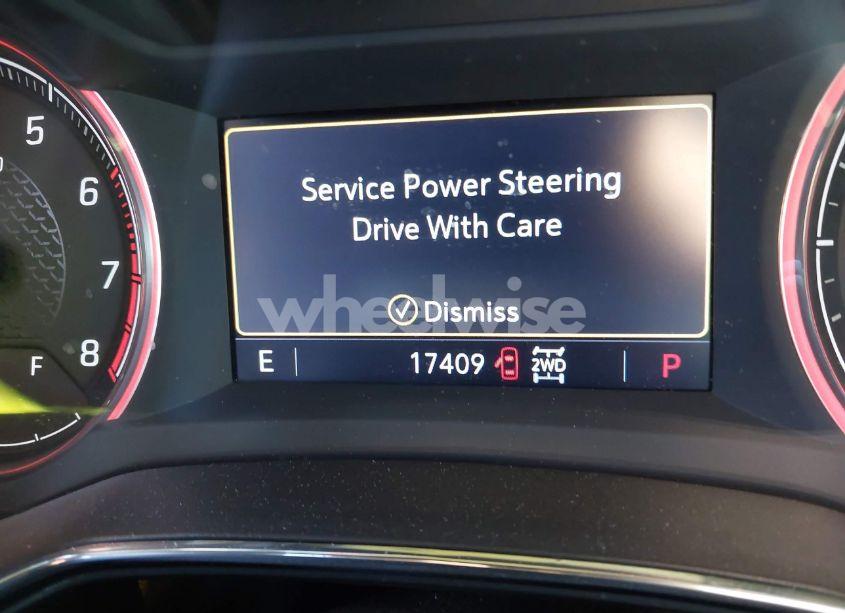 5
6
7
8
F
Service Power Steering
Drive With Care
Dismiss
wheelwise
E
17409
2WD
P